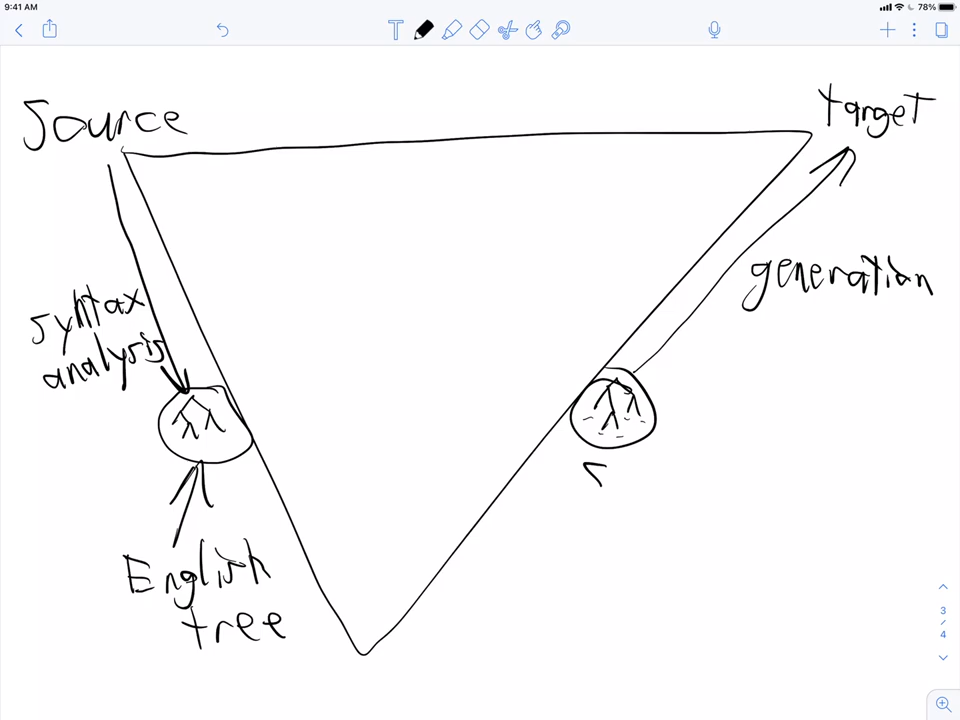 9:41 AM
78%
T
Source
target
generation
syntax
analysis
English
tree
3
/
4